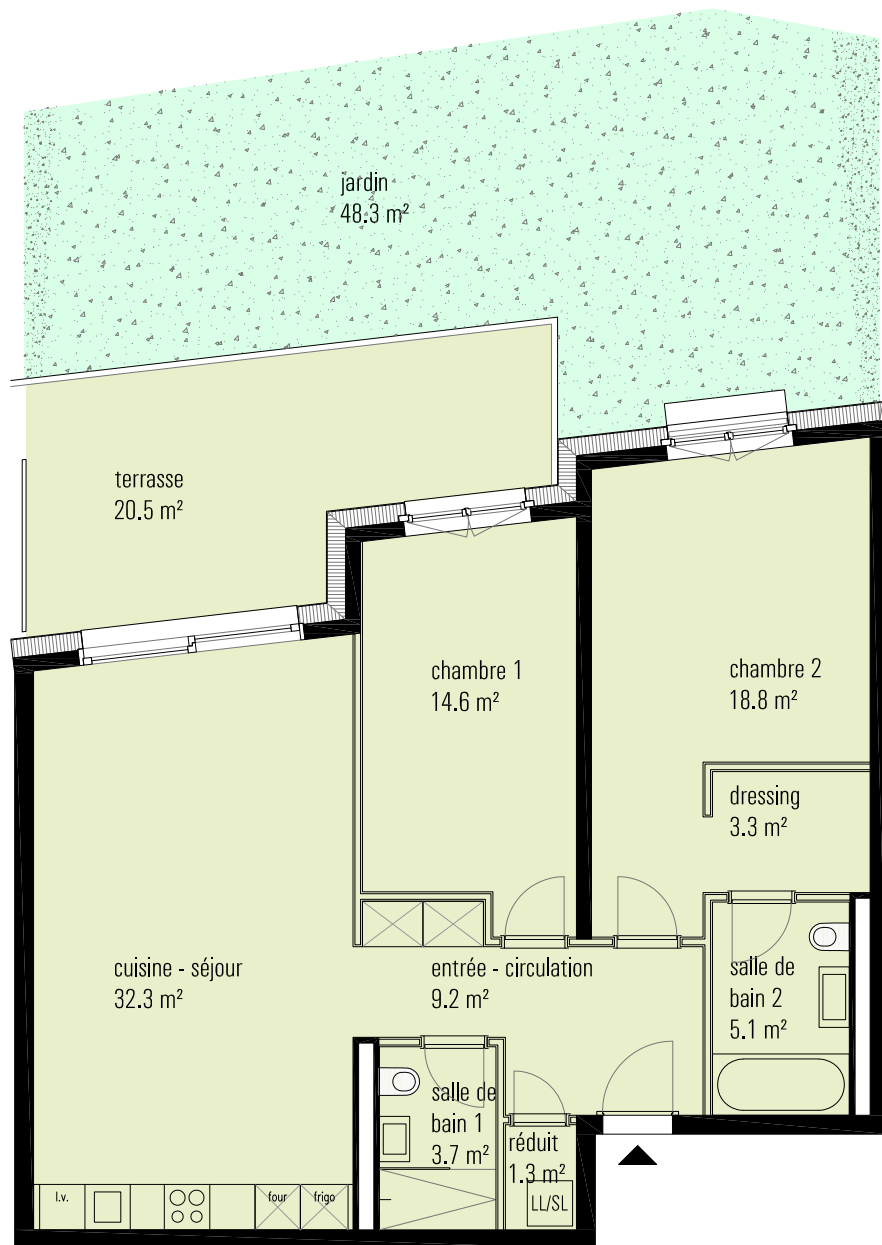 jardin
48.3 m²
terrasse
20.5 m²
chambre 1
14.6 m²
chambre 2
18.8 m²
dressing
3.3 m²
cuisine - séjour
32.3 m²
entrée - circulation
9.2 m²
salle de
bain 2
5.1 m²
salle de
bain 1
3.7 m²
réduit
1.3 m²
l.v.
four
frigo
LL/SL